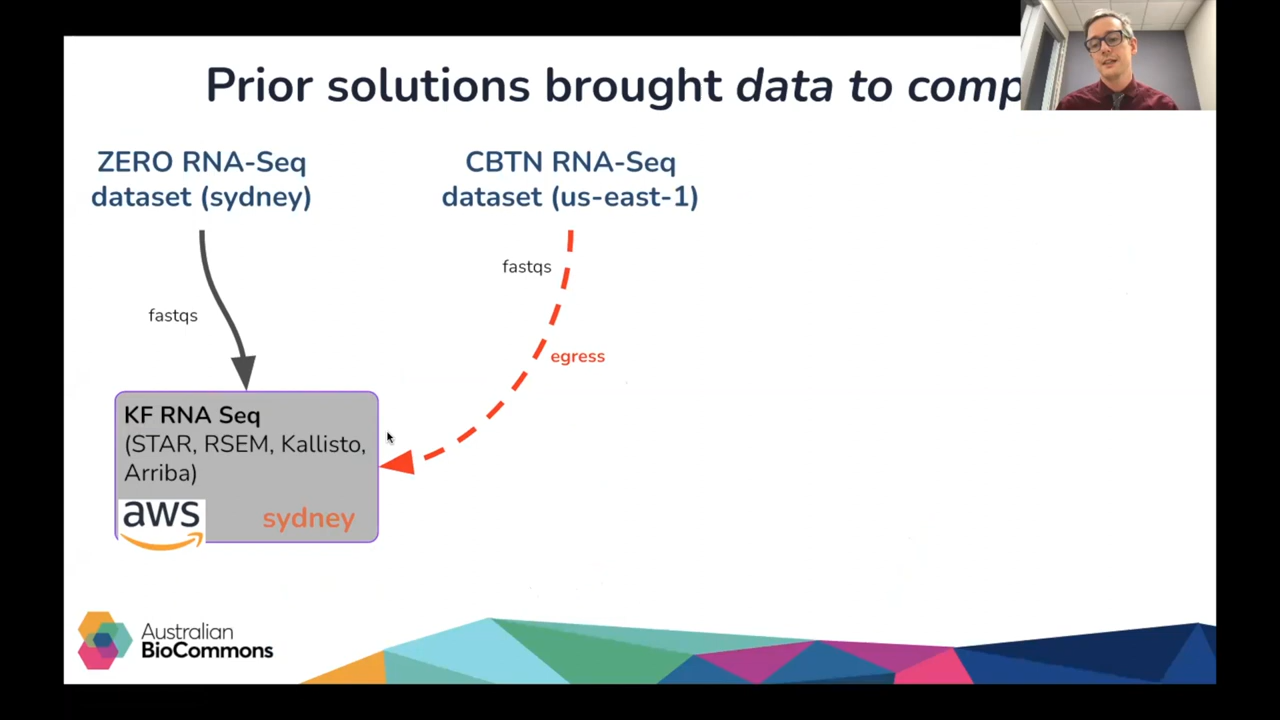 Prior solutions brought data to comp
ZERO RNA-Seq
dataset (sydney)
CBTN RNA-Seq
dataset (us-east-1)
fastqs
fastqs
egress
KF RNA Seq
(STAR, RSEM, Kallisto,
Arriba)
aws
sydney
Australian
BioCommons